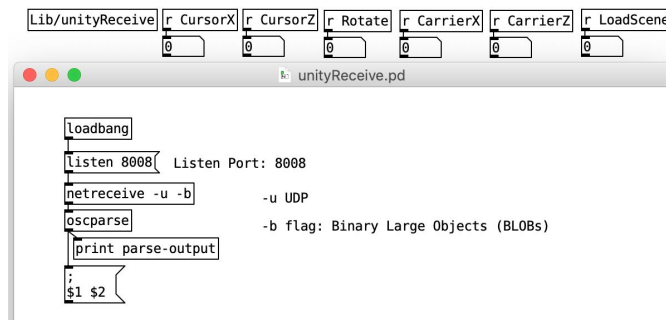 Lib/unityReceive r CursorX r CursorZ r Rotate r CarrierX r CarrierZ r LoadScene
0 0 0 0 0 0
unityReceive.pd
loadbang
listen 8008 Listen Port: 8008
netreceive -u -b -u UDP
oscparse -b flag: Binary Large Objects (BLOBs)
print parse-output
;
$1 $2